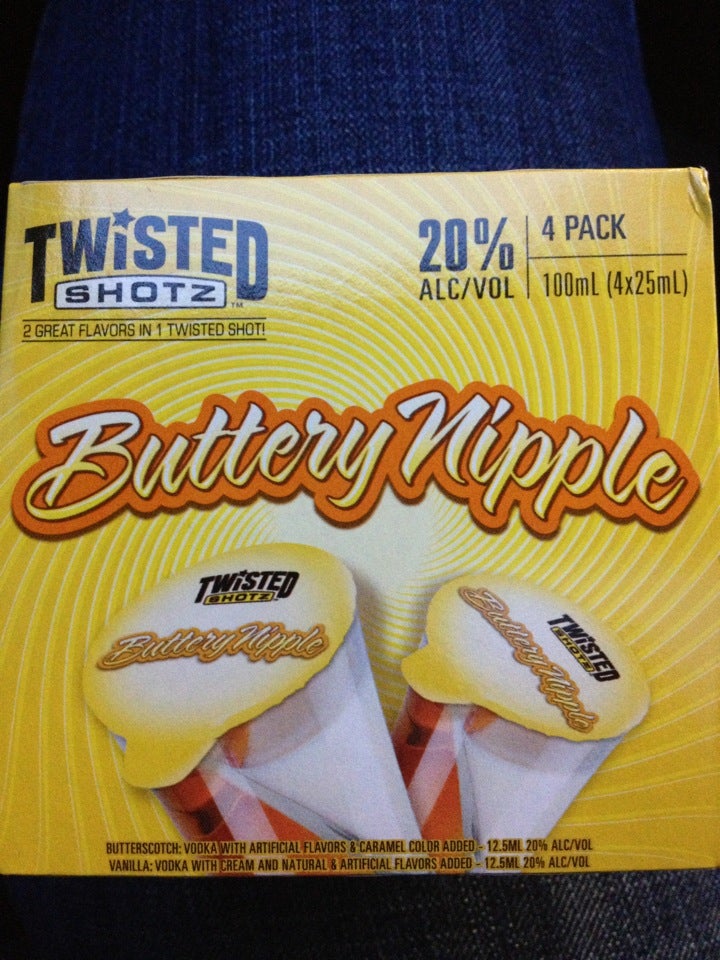 TWiSTED
SHOTZ™
2 GREAT FLAVORS IN 1 TWISTED SHOT!
20%
ALC/VOL
4 PACK
100mL (4x25mL)
Buttery Nipple
TWiSTED
SHOTZ
Buttery Nipple
TWiSTED
SHOTZ
Buttery Nipple
BUTTERSCOTCH: VODKA WITH ARTIFICIAL FLAVORS & CARAMEL COLOR ADDED - 12.5ML 20% ALC/VOL
VANILLA: VODKA WITH CREAM AND NATURAL & ARTIFICIAL FLAVORS ADDED - 12.5ML 20% ALC/VOL